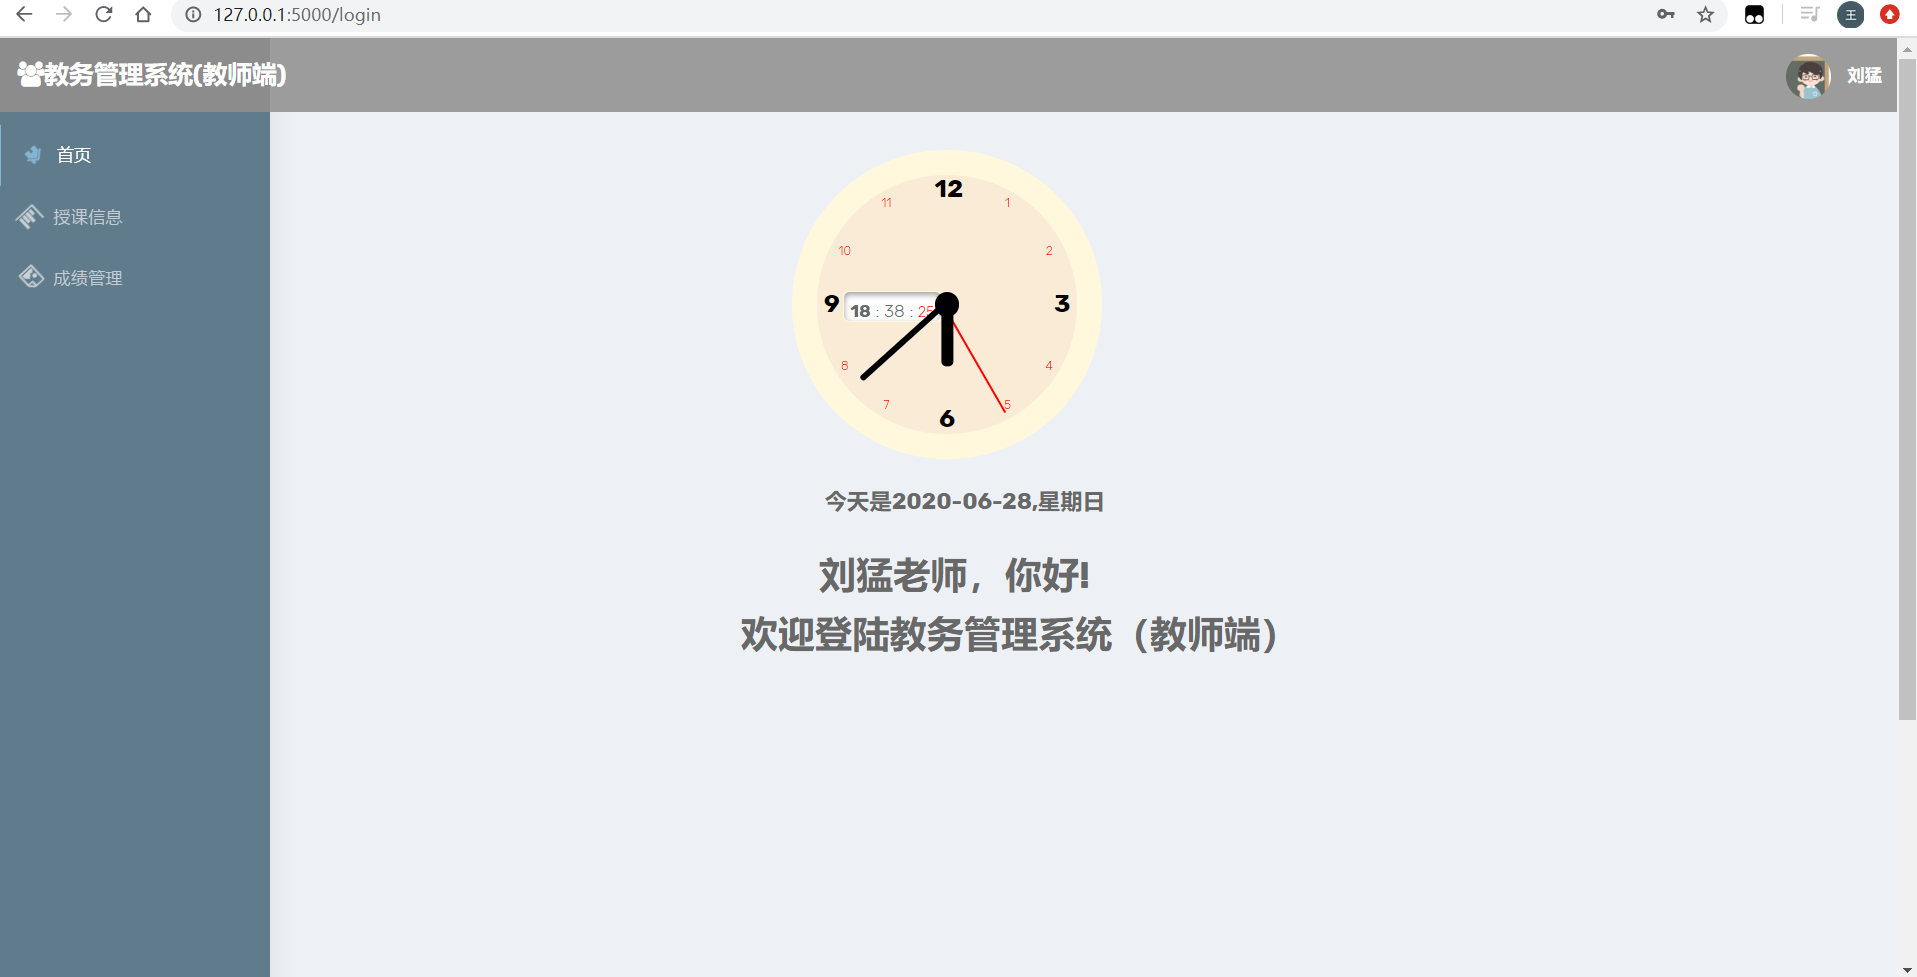 127.0.0.1:5000/login
王
教务管理系统(教师端)
刘猛
首页
授课信息
成绩管理
12
11
1
10
2
9
18 : 38 : 25
3
8
4
7
5
6
今天是2020-06-28,星期日
刘猛老师，你好!
欢迎登陆教务管理系统（教师端）